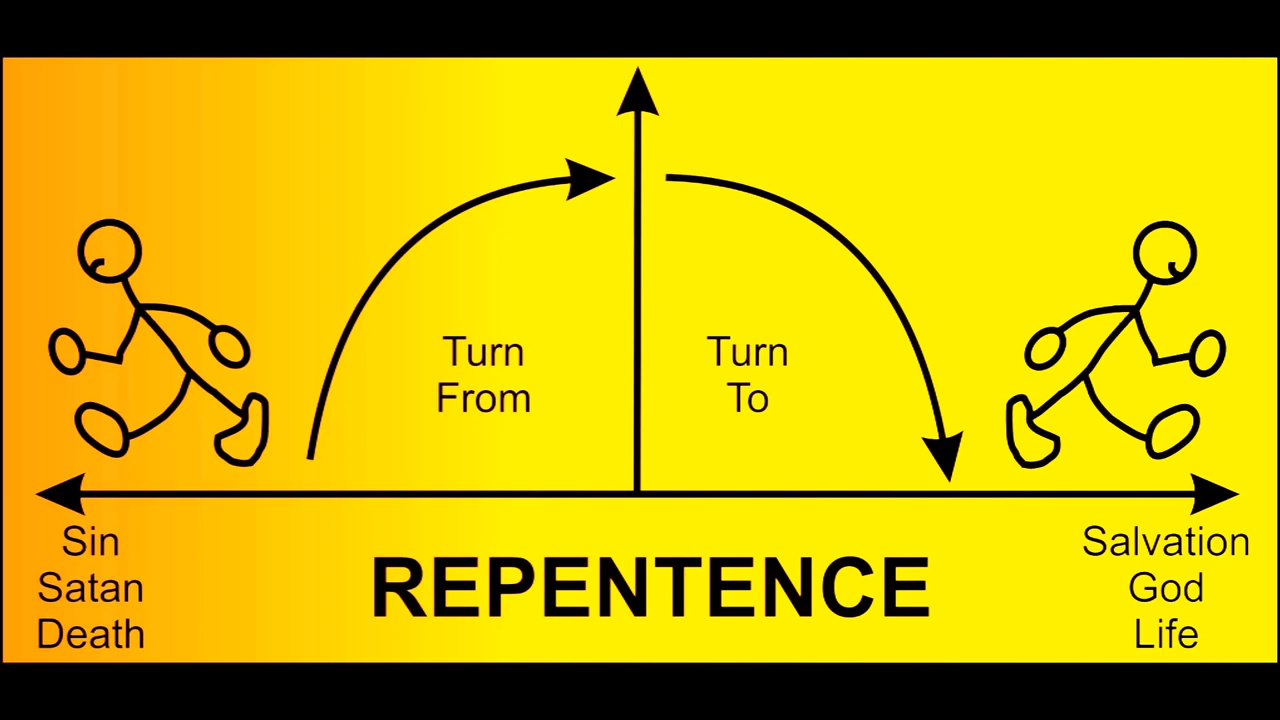 Turn
From
Turn
To
Sin
Satan
Death
REPENTENCE
Salvation
God
Life